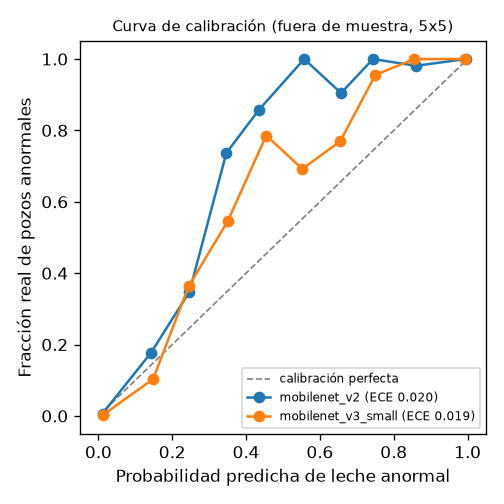 Curva de calibración (fuera de muestra, 5x5)
Fracción real de pozos anormales
1.0
0.8
0.6
0.4
0.2
0.0
calibración perfecta
mobilenet_v2 (ECE 0.020)
mobilenet_v3_small (ECE 0.019)
0.0 0.2 0.4 0.6 0.8 1.0
Probabilidad predicha de leche anormal